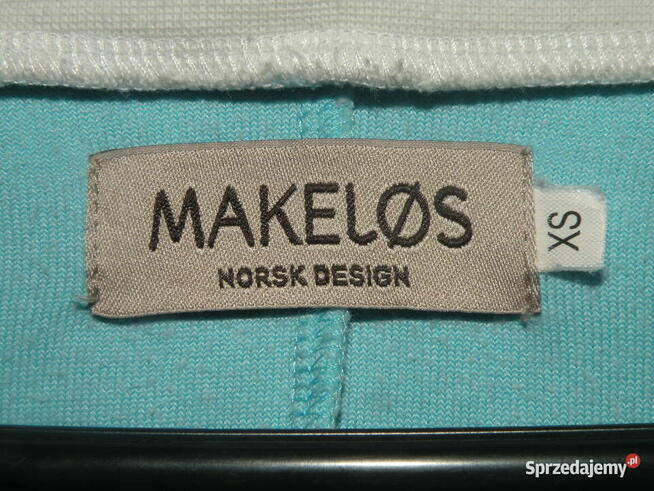 MAKELØS
NORSK DESIGN
XS
Sprzedajemy.pl